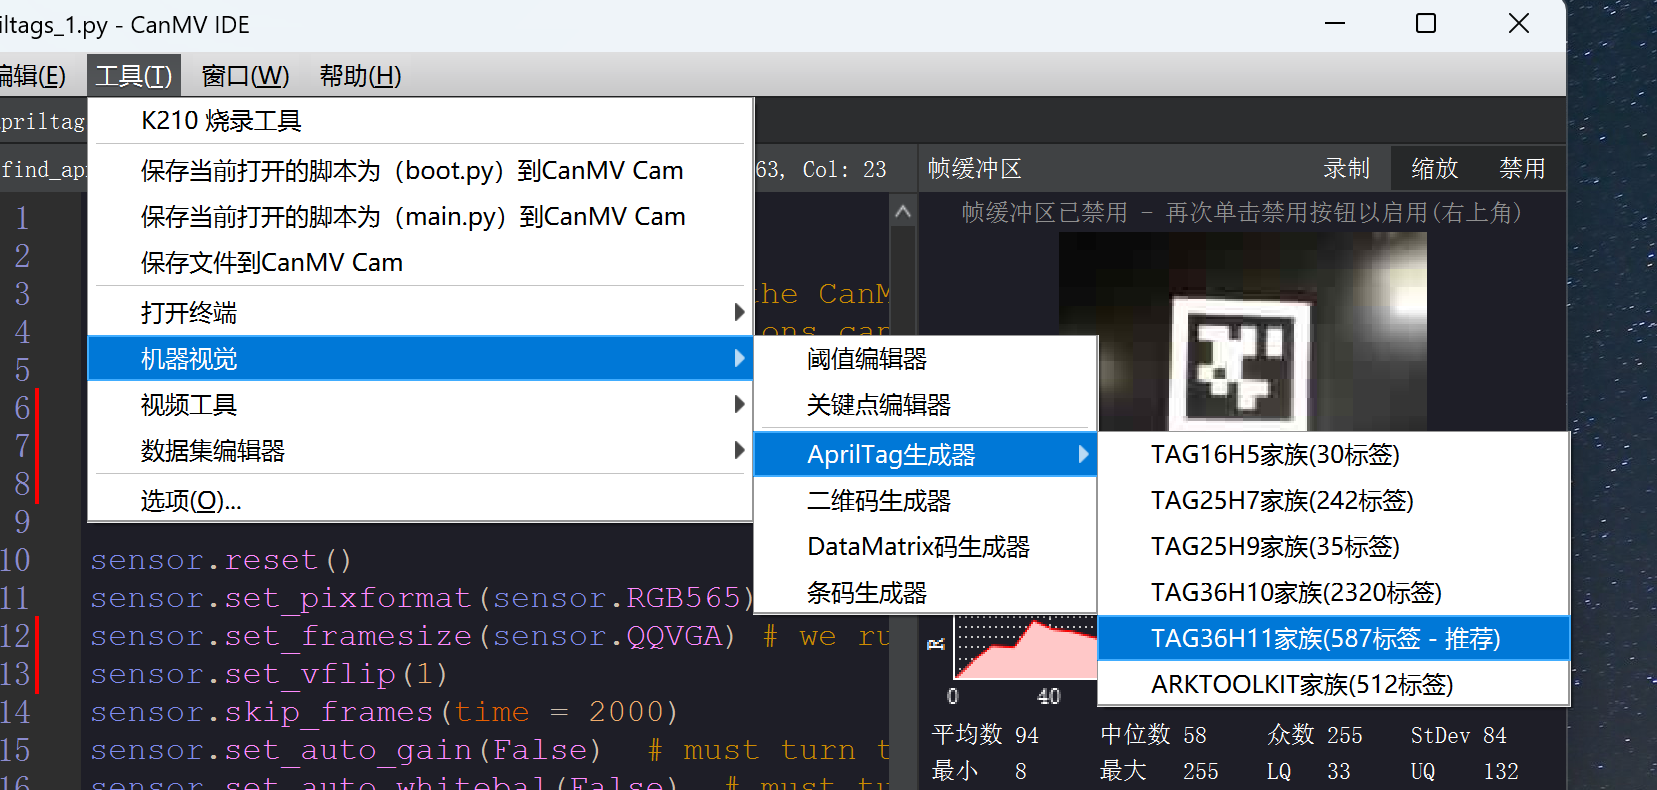 iltags_1.py - CanMV IDE
编辑(E) 工具(T) 窗口(W) 帮助(H)
priltag
K210 烧录工具
find_ap
保存当前打开的脚本为（boot.py）到CanMV Cam
63, Col: 23
帧缓冲区 录制 缩放 禁用
保存当前打开的脚本为（main.py）到CanMV Cam
帧缓冲区已禁用 - 再次单击禁用按钮以启用(右上角)
保存文件到CanMV Cam
打开终端
机器视觉
视频工具
数据集编辑器
选项(O)...
阈值编辑器
关键点编辑器
AprilTag生成器
二维码生成器
DataMatrix码生成器
条码生成器
TAG16H5家族(30标签)
TAG25H7家族(242标签)
TAG25H9家族(35标签)
TAG36H10家族(2320标签)
TAG36H11家族(587标签 - 推荐)
ARKTOOLKIT家族(512标签)
1
2
3 the CanM
4 ons can
5
6
7
8
9
10 sensor.reset()
11 sensor.set_pixformat(sensor.RGB565)
12 sensor.set_framesize(sensor.QQVGA) # we ru
13 sensor.set_vflip(1)
14 sensor.skip_frames(time = 2000)
15 sensor.set_auto_gain(False)  # must turn t
16 sensor.set_auto_whitebal(False)  # must tu
R
0 40
平均数 94 中位数 58 众数 255 StDev 84
最小 8 最大 255 LQ 33 UQ 132